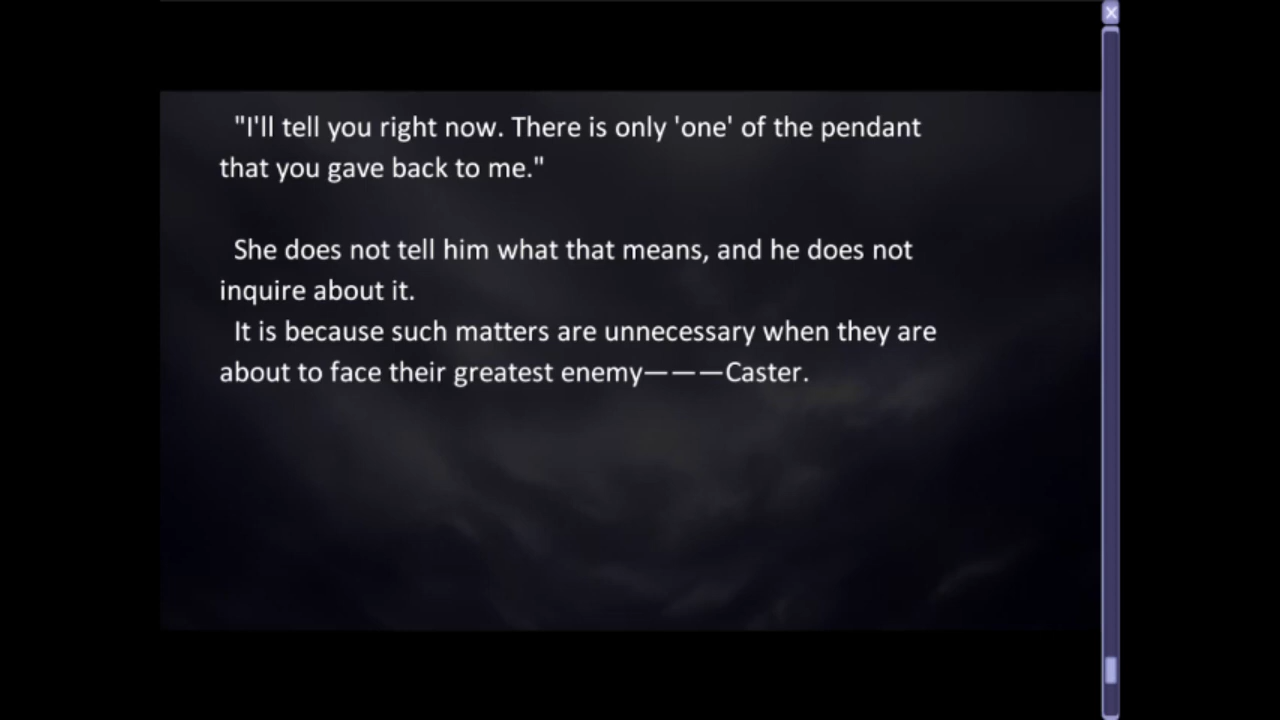 "I'll tell you right now. There is only 'one' of the pendant
that you gave back to me."
She does not tell him what that means, and he does not
inquire about it.
It is because such matters are unnecessary when they are
about to face their greatest enemy———Caster.